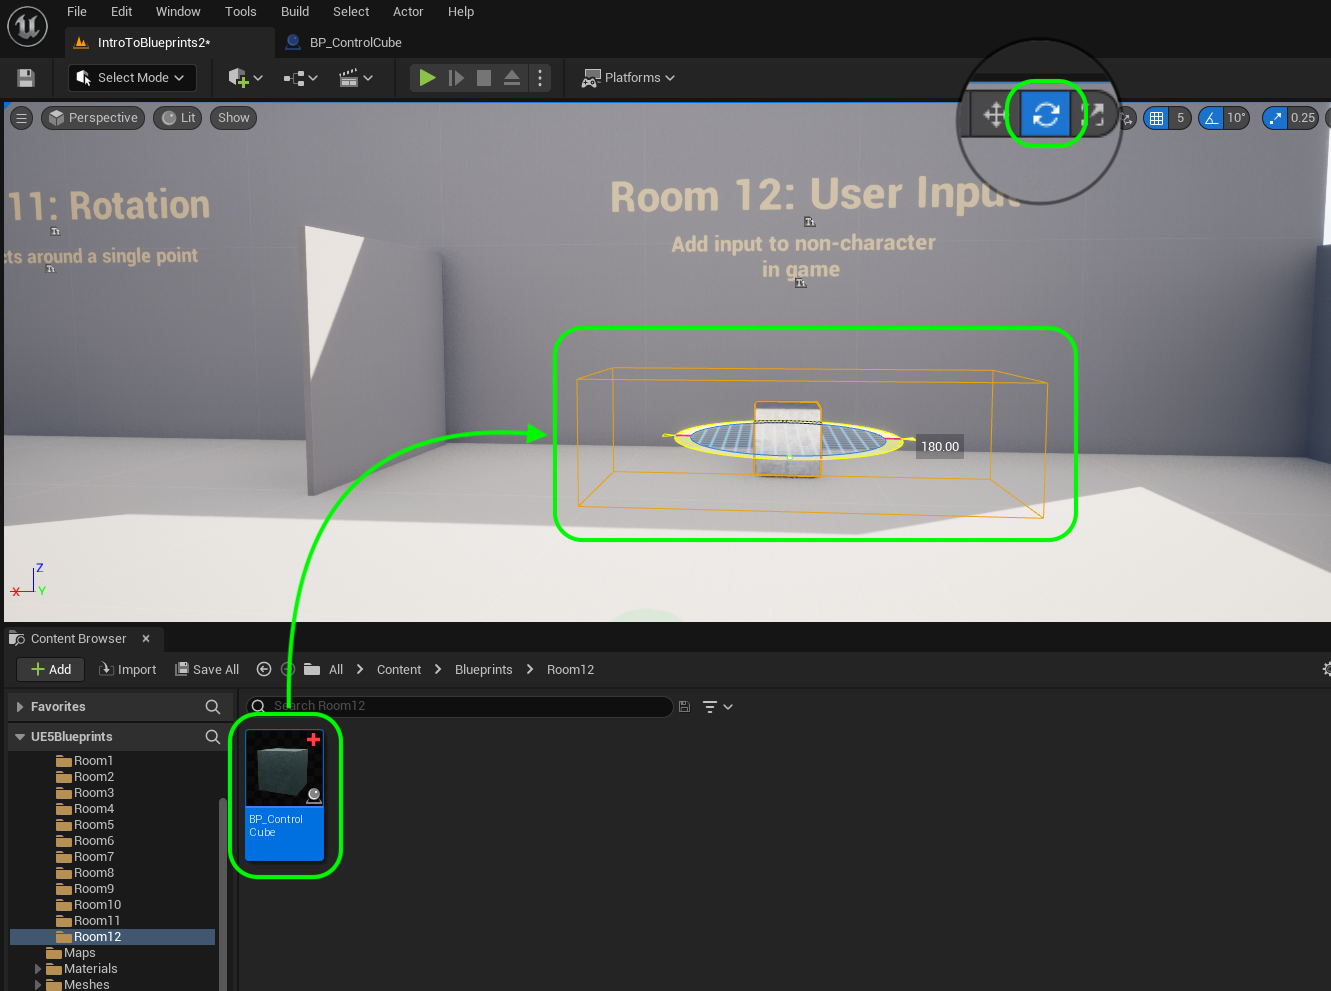 File Edit Window Tools Build Select Actor Help
IntroToBlueprints2* BP_ControlCube
Select Mode Platforms
Perspective Lit Show 5 10° 0.25
11: Rotation
cts around a single point
Room 12: User Input
Add input to non-character
in game
180.00
Z
X Y
Content Browser
Add Import Save All All Content Blueprints Room12
Favorites
Search Room12
UE5Blueprints
Room1
Room2
Room3
Room4
Room5
Room6
Room7
Room8
Room9
Room10
Room11
Room12
Maps
Materials
Meshes
BP_Control
Cube